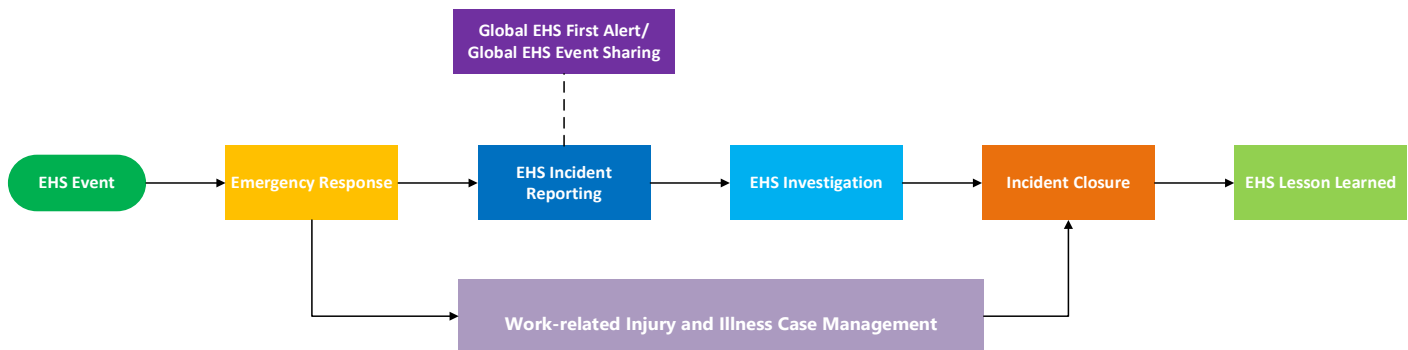 Global EHS First Alert/
Global EHS Event Sharing
EHS Event
Emergency Response
EHS Incident
Reporting
EHS Investigation
Incident Closure
EHS Lesson Learned
Work-related Injury and Illness Case Management